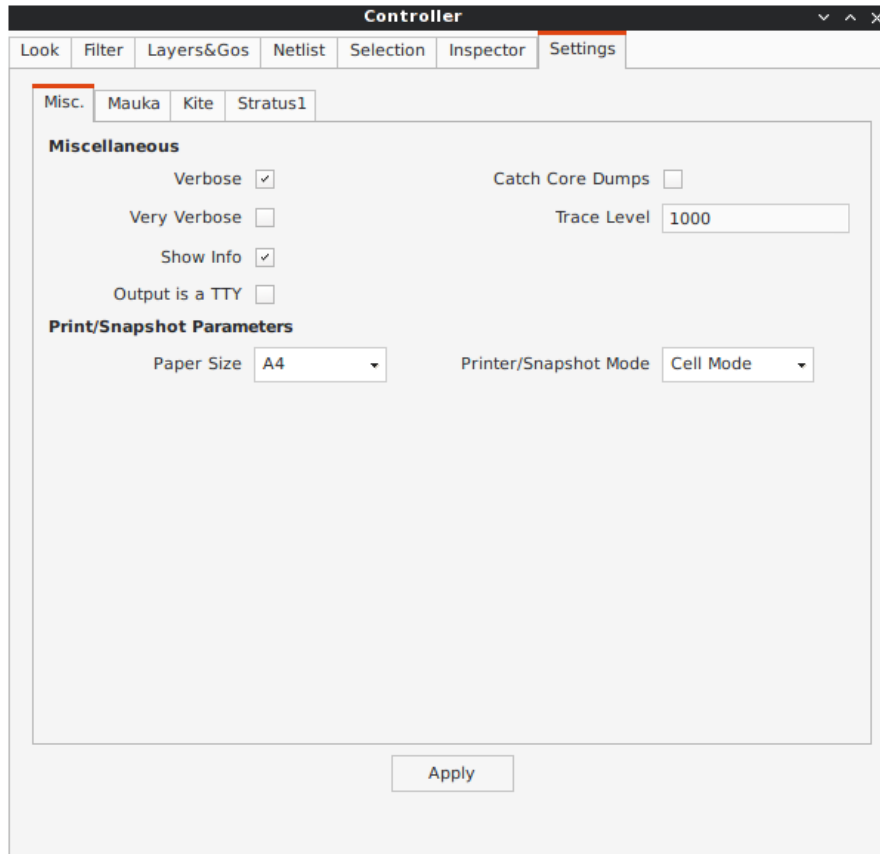 Controller
Look Filter Layers&Gos Netlist Selection Inspector Settings
Misc. Mauka Kite Stratus1
Miscellaneous
Verbose Catch Core Dumps
Very Verbose Trace Level 1000
Show Info
Output is a TTY
Print/Snapshot Parameters
Paper Size A4 Printer/Snapshot Mode Cell Mode
Apply